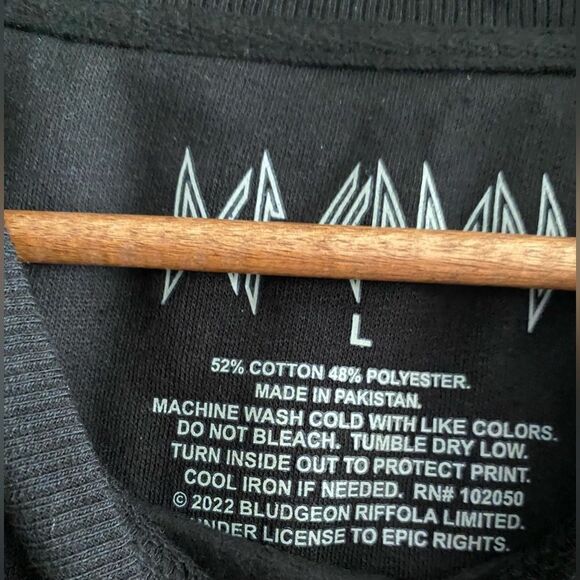 L
52% COTTON 48% POLYESTER.
MADE IN PAKISTAN.
MACHINE WASH COLD WITH LIKE COLORS.
DO NOT BLEACH. TUMBLE DRY LOW.
TURN INSIDE OUT TO PROTECT PRINT.
COOL IRON IF NEEDED. RN# 102050
© 2022 BLUDGEON RIFFOLA LIMITED.
UNDER LICENSE TO EPIC RIGHTS.